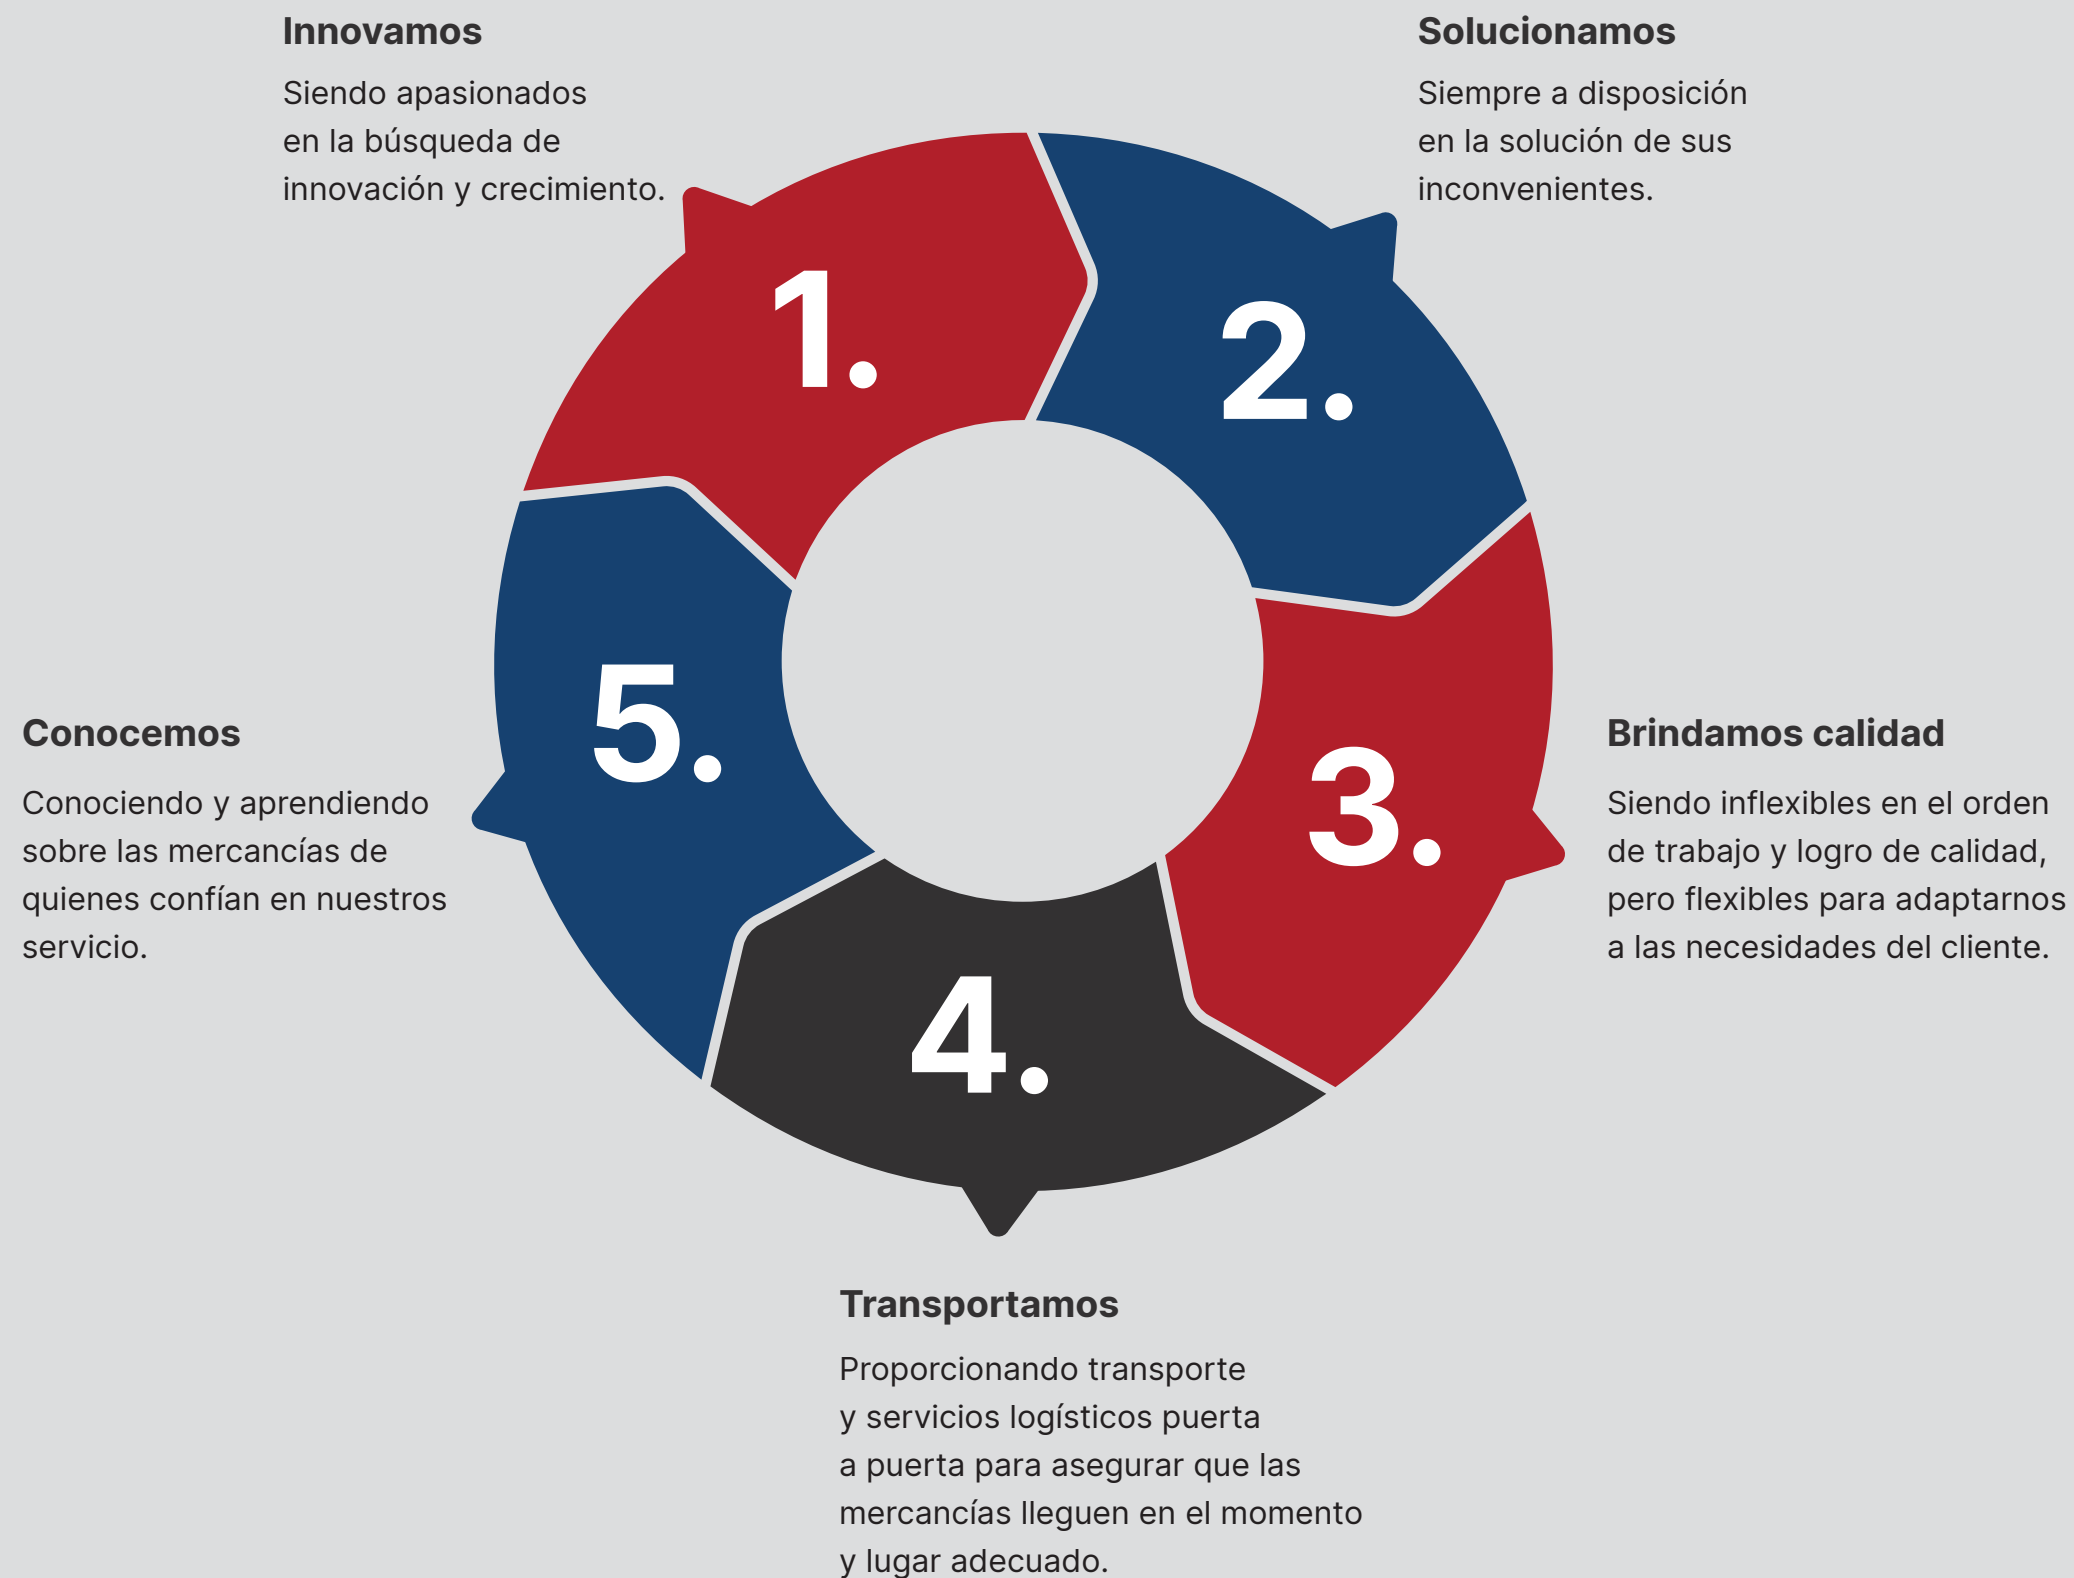 Innovamos
Siendo apasionados
en la búsqueda de
innovación y crecimiento.
1.
Solucionamos
Siempre a disposición
en la solución de sus
inconvenientes.
2.
Brindamos calidad
Siendo inflexibles en el orden
de trabajo y logro de calidad,
pero flexibles para adaptarnos
a las necesidades del cliente.
3.
Transportamos
Proporcionando transporte
y servicios logísticos puerta
a puerta para asegurar que las
mercancías lleguen en el momento
y lugar adecuado.
4.
Conocemos
Conociendo y aprendiendo
sobre las mercancías de
quienes confían en nuestros
servicio.
5.